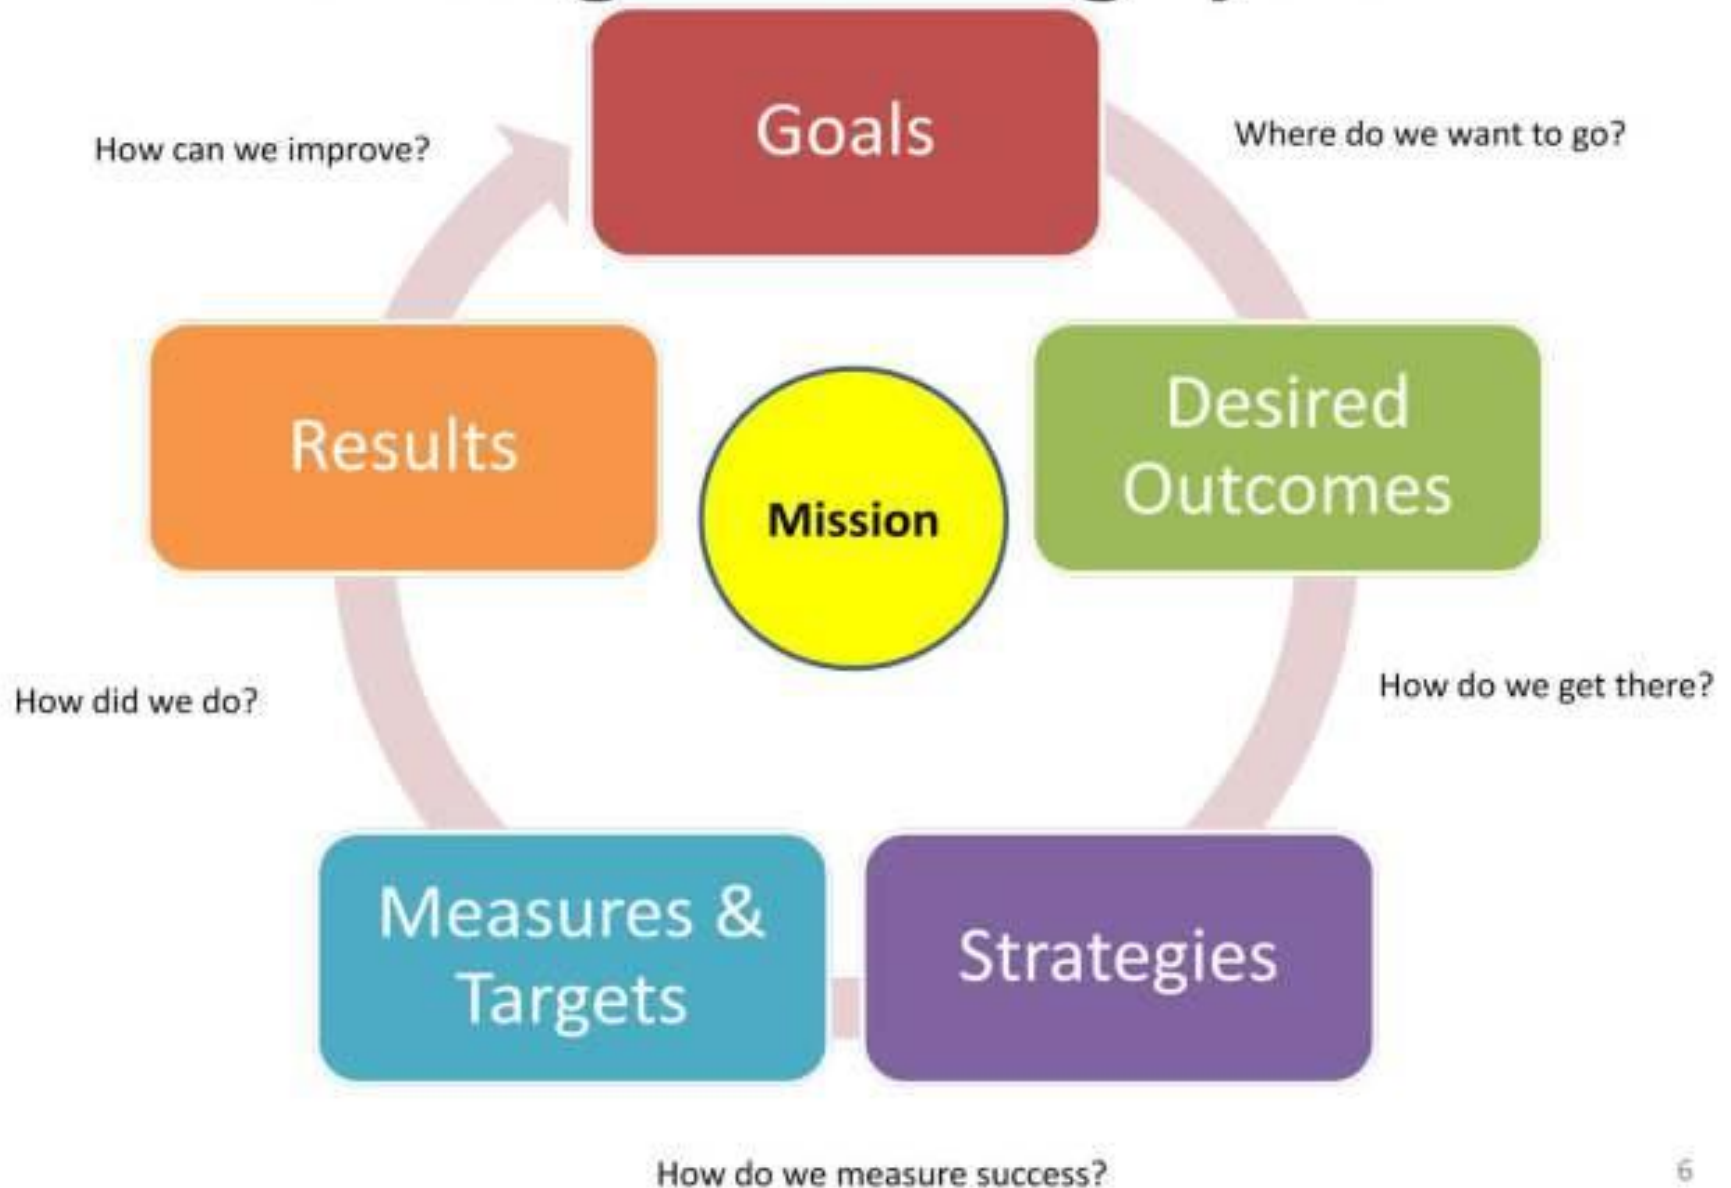 Goals
Where do we want to go?
How can we improve?
Desired
Outcomes
Results
Mission
How do we get there?
How did we do?
Measures &
Targets
Strategies
How do we measure success?
6